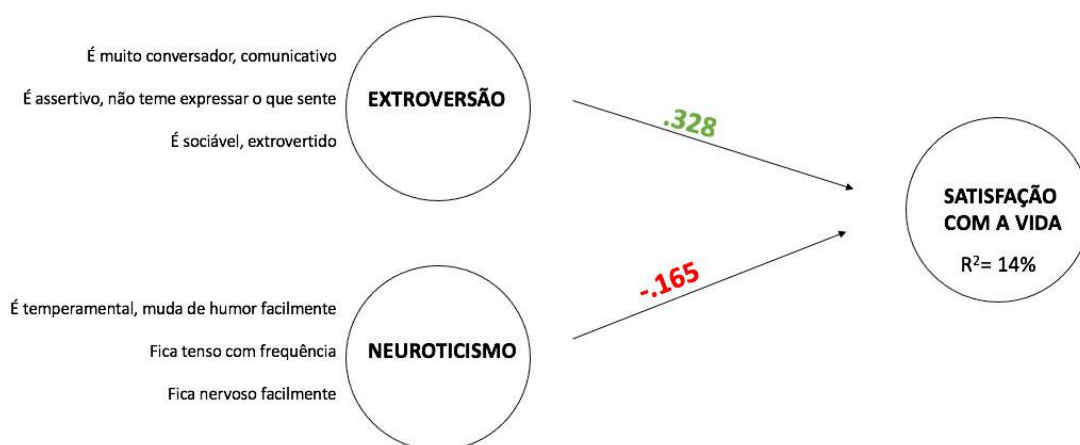 É muito conversador, comunicativo
É assertivo, não teme expressar o que sente
É sociável, extrovertido
EXTROVERSÃO
.328
SATISFAÇÃO
COM A VIDA
R²= 14%
-.165
É temperamental, muda de humor facilmente
Fica tenso com frequência
Fica nervoso facilmente
NEUROTICISMO